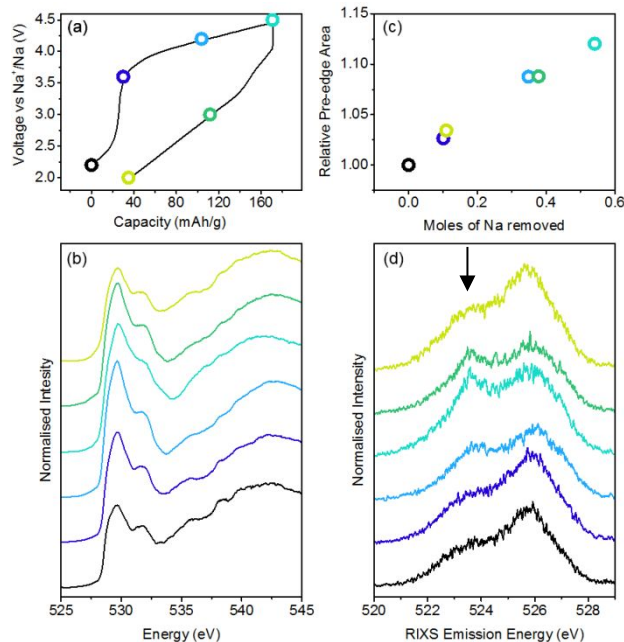 (a)
Voltage vs Na⁺/Na (V)
4.5
4.0
3.5
3.0
2.5
2.0
0 40 80 120 160
Capacity (mAh/g)
(c)
Relative Pre-edge Area
1.15
1.10
1.05
1.00
0.0 0.2 0.4 0.6
Moles of Na removed
(b)
Normalised Intesity
525 530 535 540 545
Energy (eV)
(d)
Normalised Intensity
520 522 524 526 528
RIXS Emission Energy (eV)